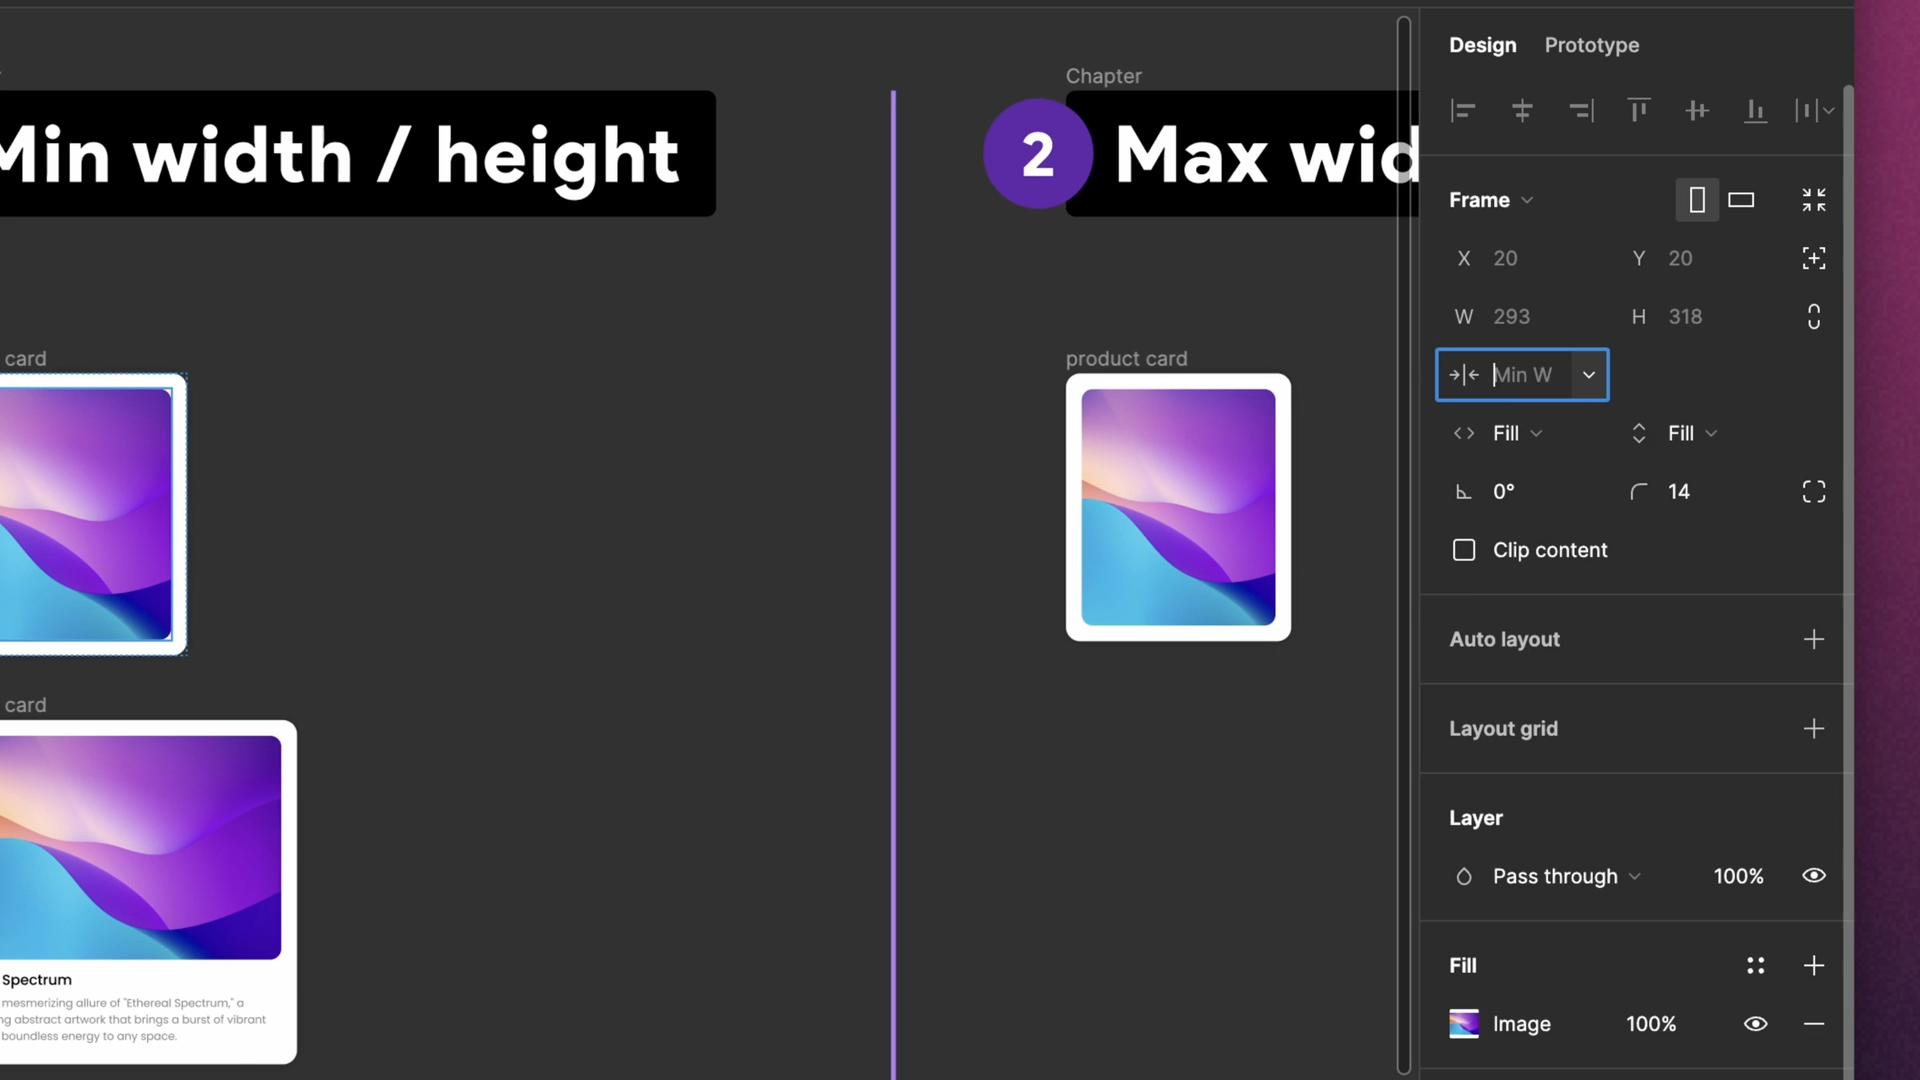 Min width / height
Chapter
2 Max wid
card
product card
card
Spectrum
mesmerizing allure of "Ethereal Spectrum," a
ng abstract artwork that brings a burst of vibrant
boundless energy to any space.
Design Prototype
Frame
X 20 Y 20
W 293 H 318
Min W
Fill Fill
0° 14
Clip content
Auto layout
Layout grid
Layer
Pass through 100%
Fill
Image 100%